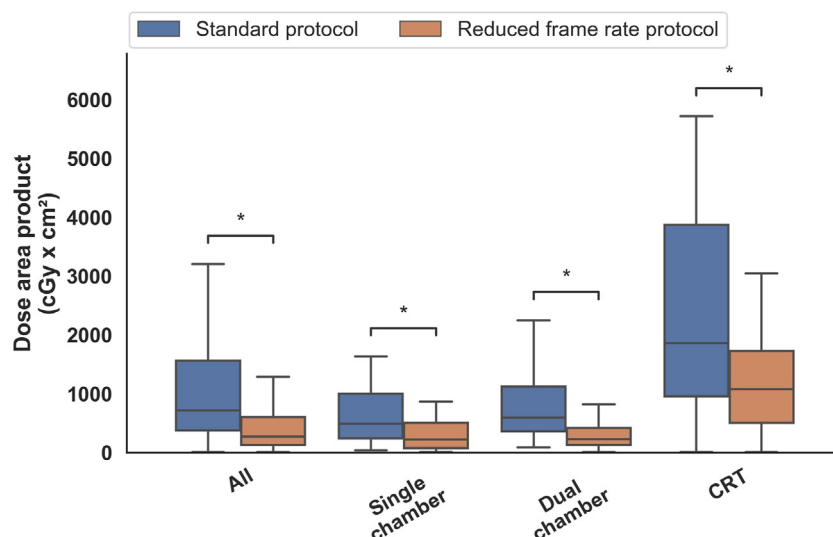 Standard protocol
Reduced frame rate protocol
Dose area product
(cGy x cm²)
6000
5000
4000
3000
2000
1000
0
*
*
*
*
All
Single
chamber
Dual
chamber
CRT